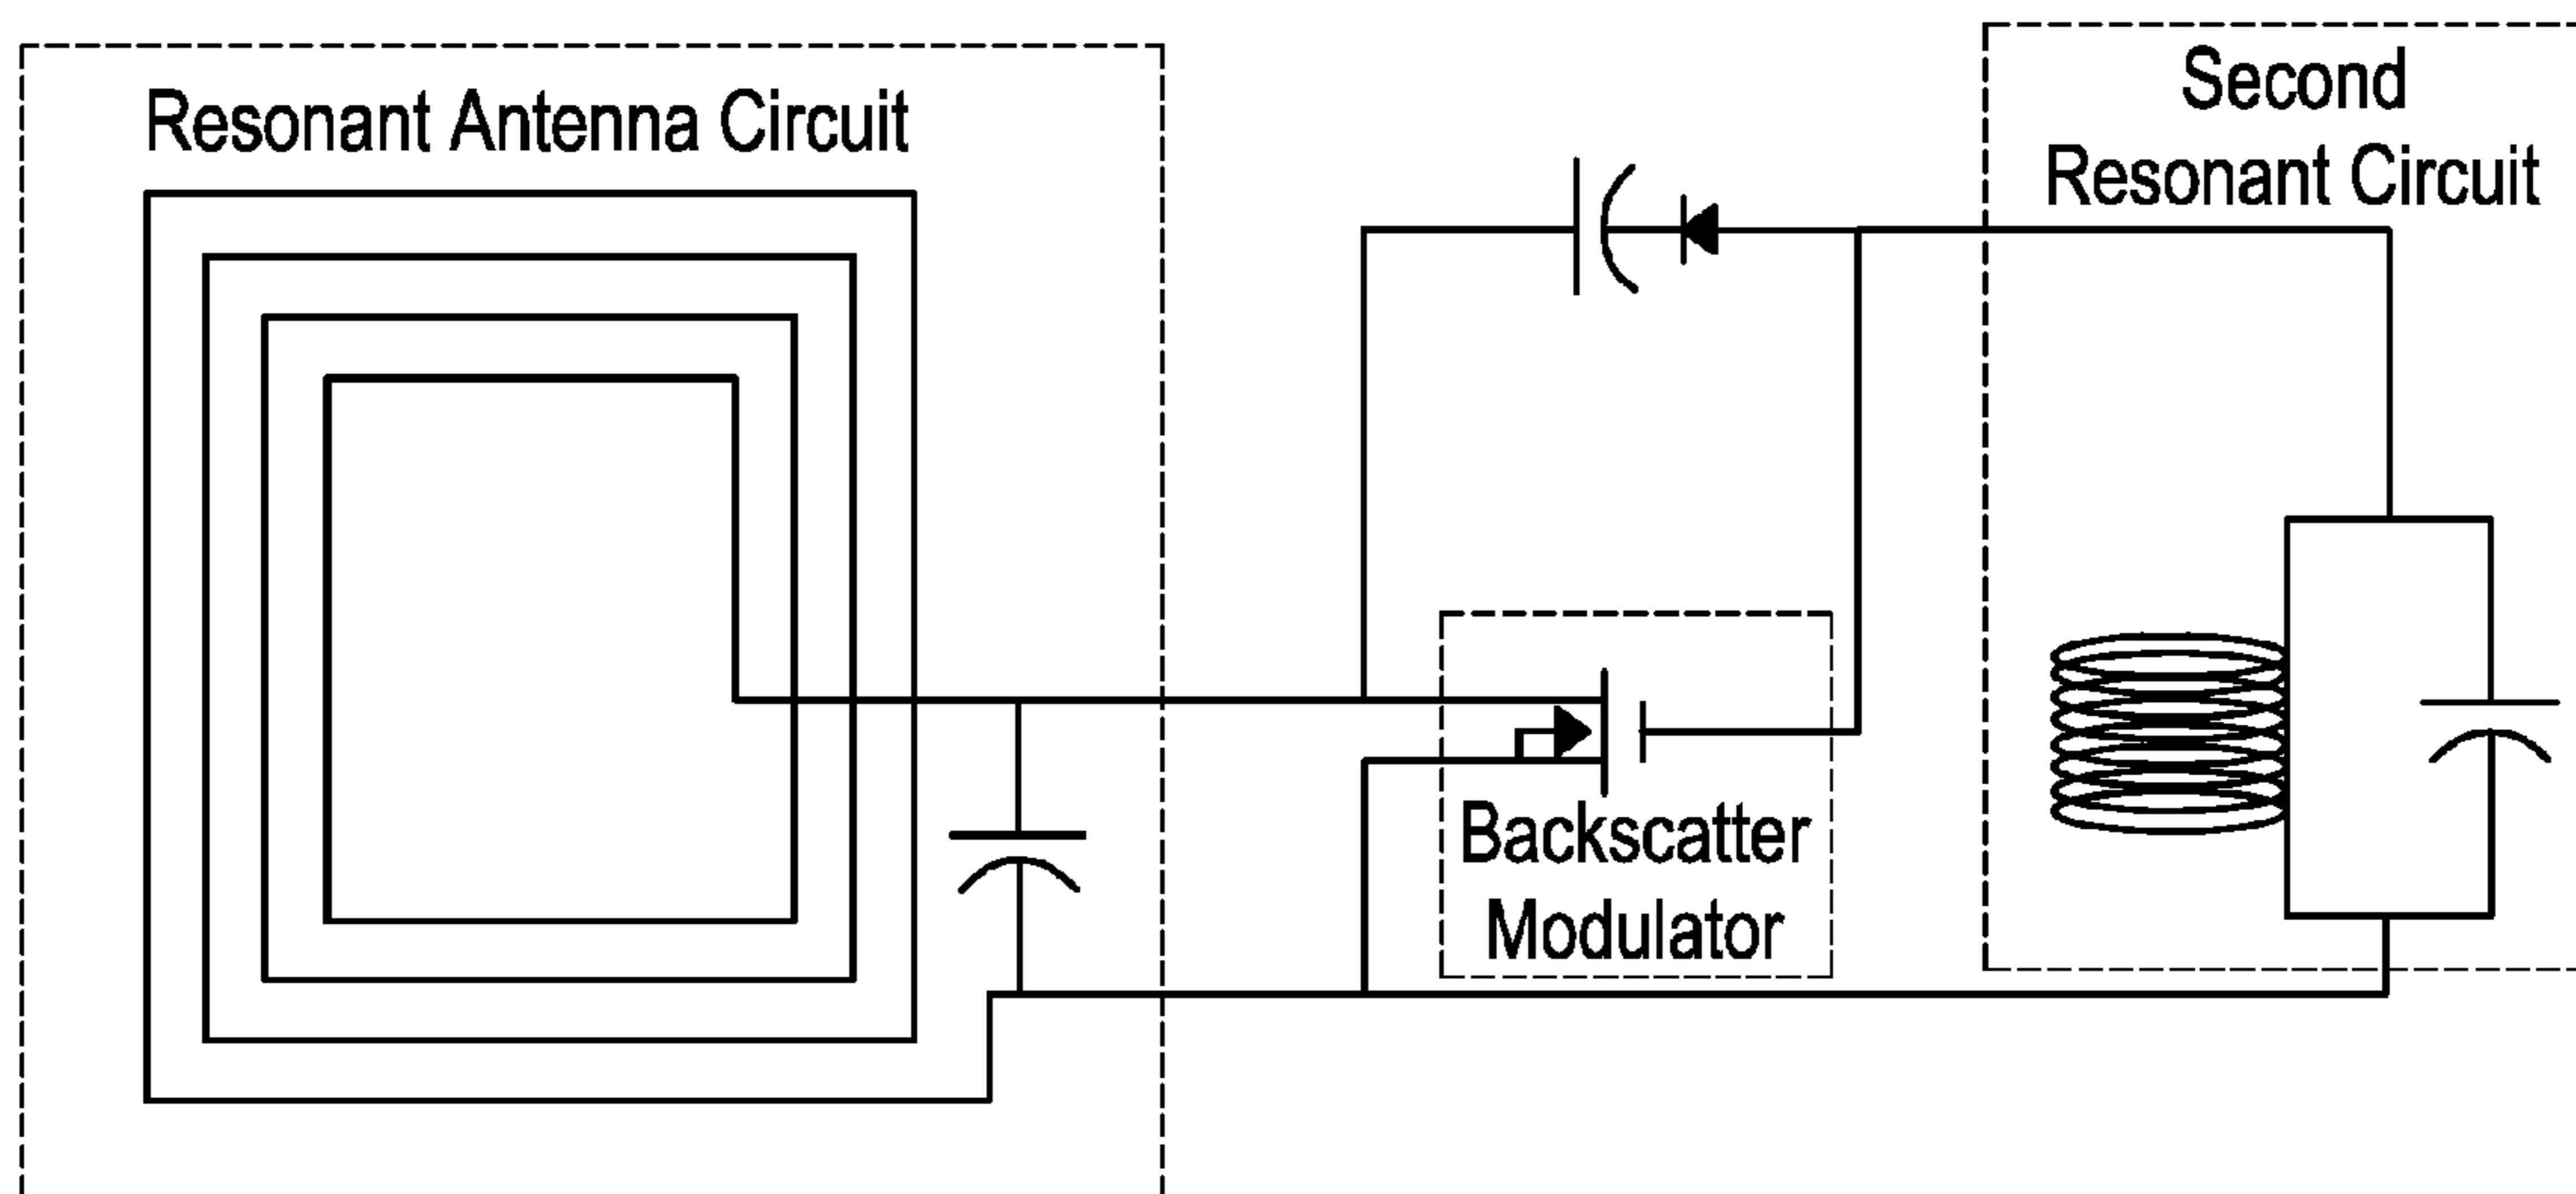 Resonant Antenna Circuit
Second
Resonant Circuit
Backscatter
Modulator